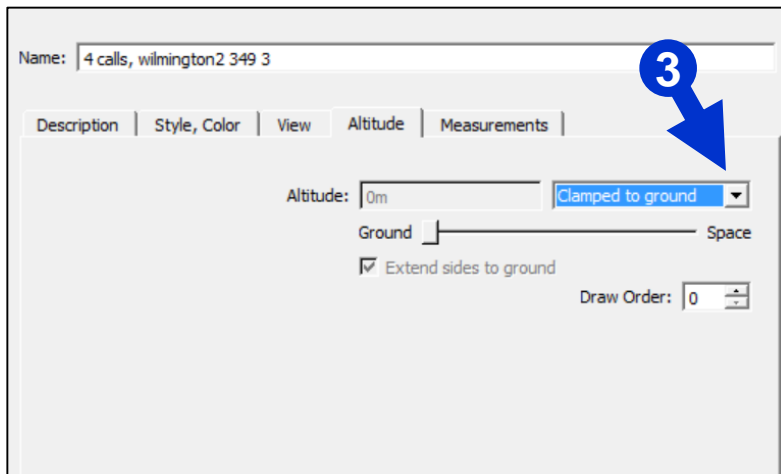 Name: 4 calls, wilmington2 349 3
3
Description Style, Color View Altitude Measurements
Altitude: 0m Clamped to ground
Ground Space
Extend sides to ground
Draw Order: 0